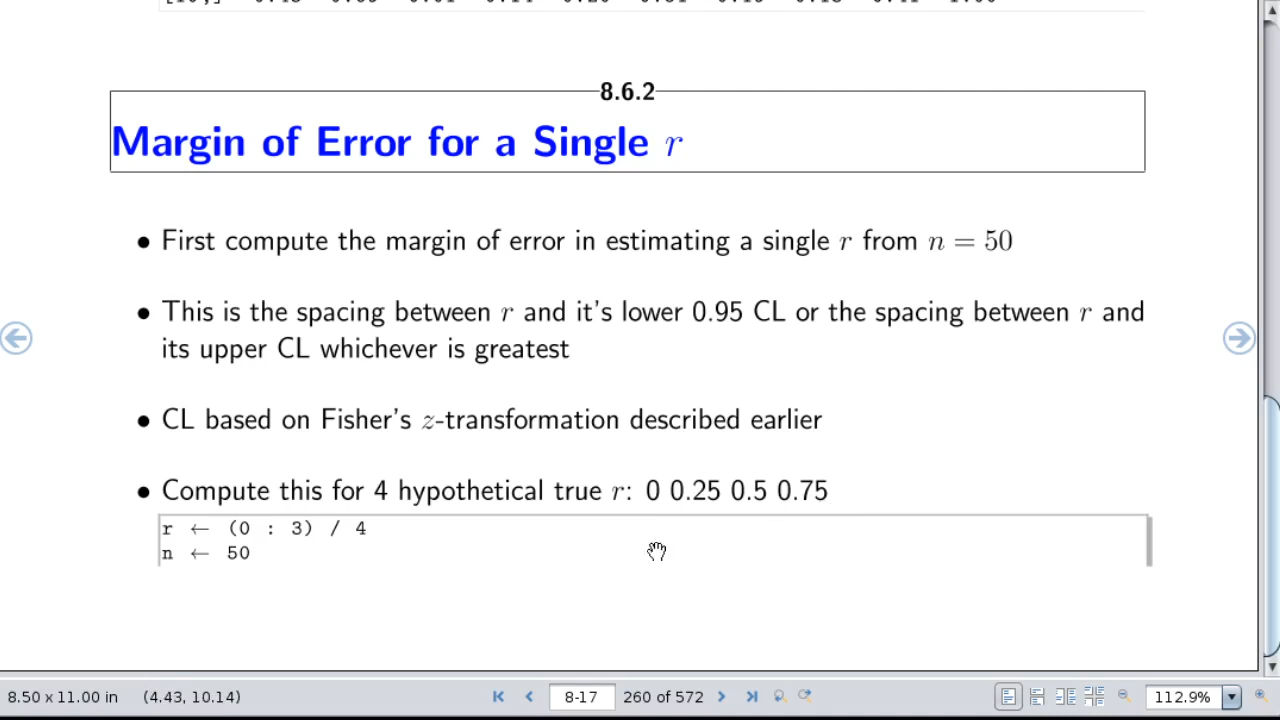 8.6.2
Margin of Error for a Single r
• First compute the margin of error in estimating a single r from n = 50
• This is the spacing between r and it's lower 0.95 CL or the spacing between r and
its upper CL whichever is greatest
• CL based on Fisher's z-transformation described earlier
• Compute this for 4 hypothetical true r: 0 0.25 0.5 0.75
r ← (0 : 3) / 4
n ← 50
8.50 x 11.00 in (4.43, 10.14) 8-17 260 of 572 112.9%